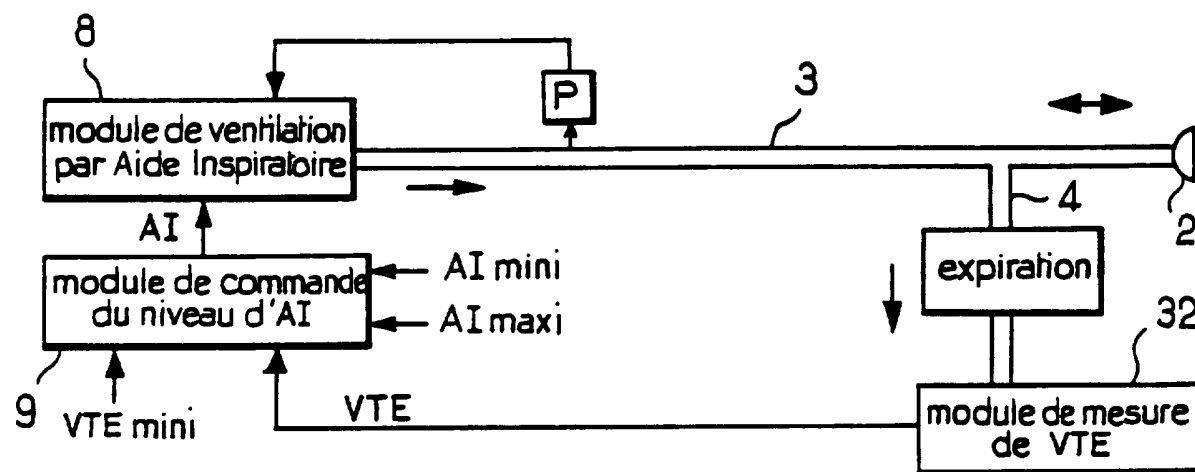 8
module de ventilation
par Aide Inspiratoire
P
3
2
4
AI
module de commande
du niveau d'AI
AI mini
AI maxi
9
VTE mini
VTE
expiration
32
module de mesure
de VTE